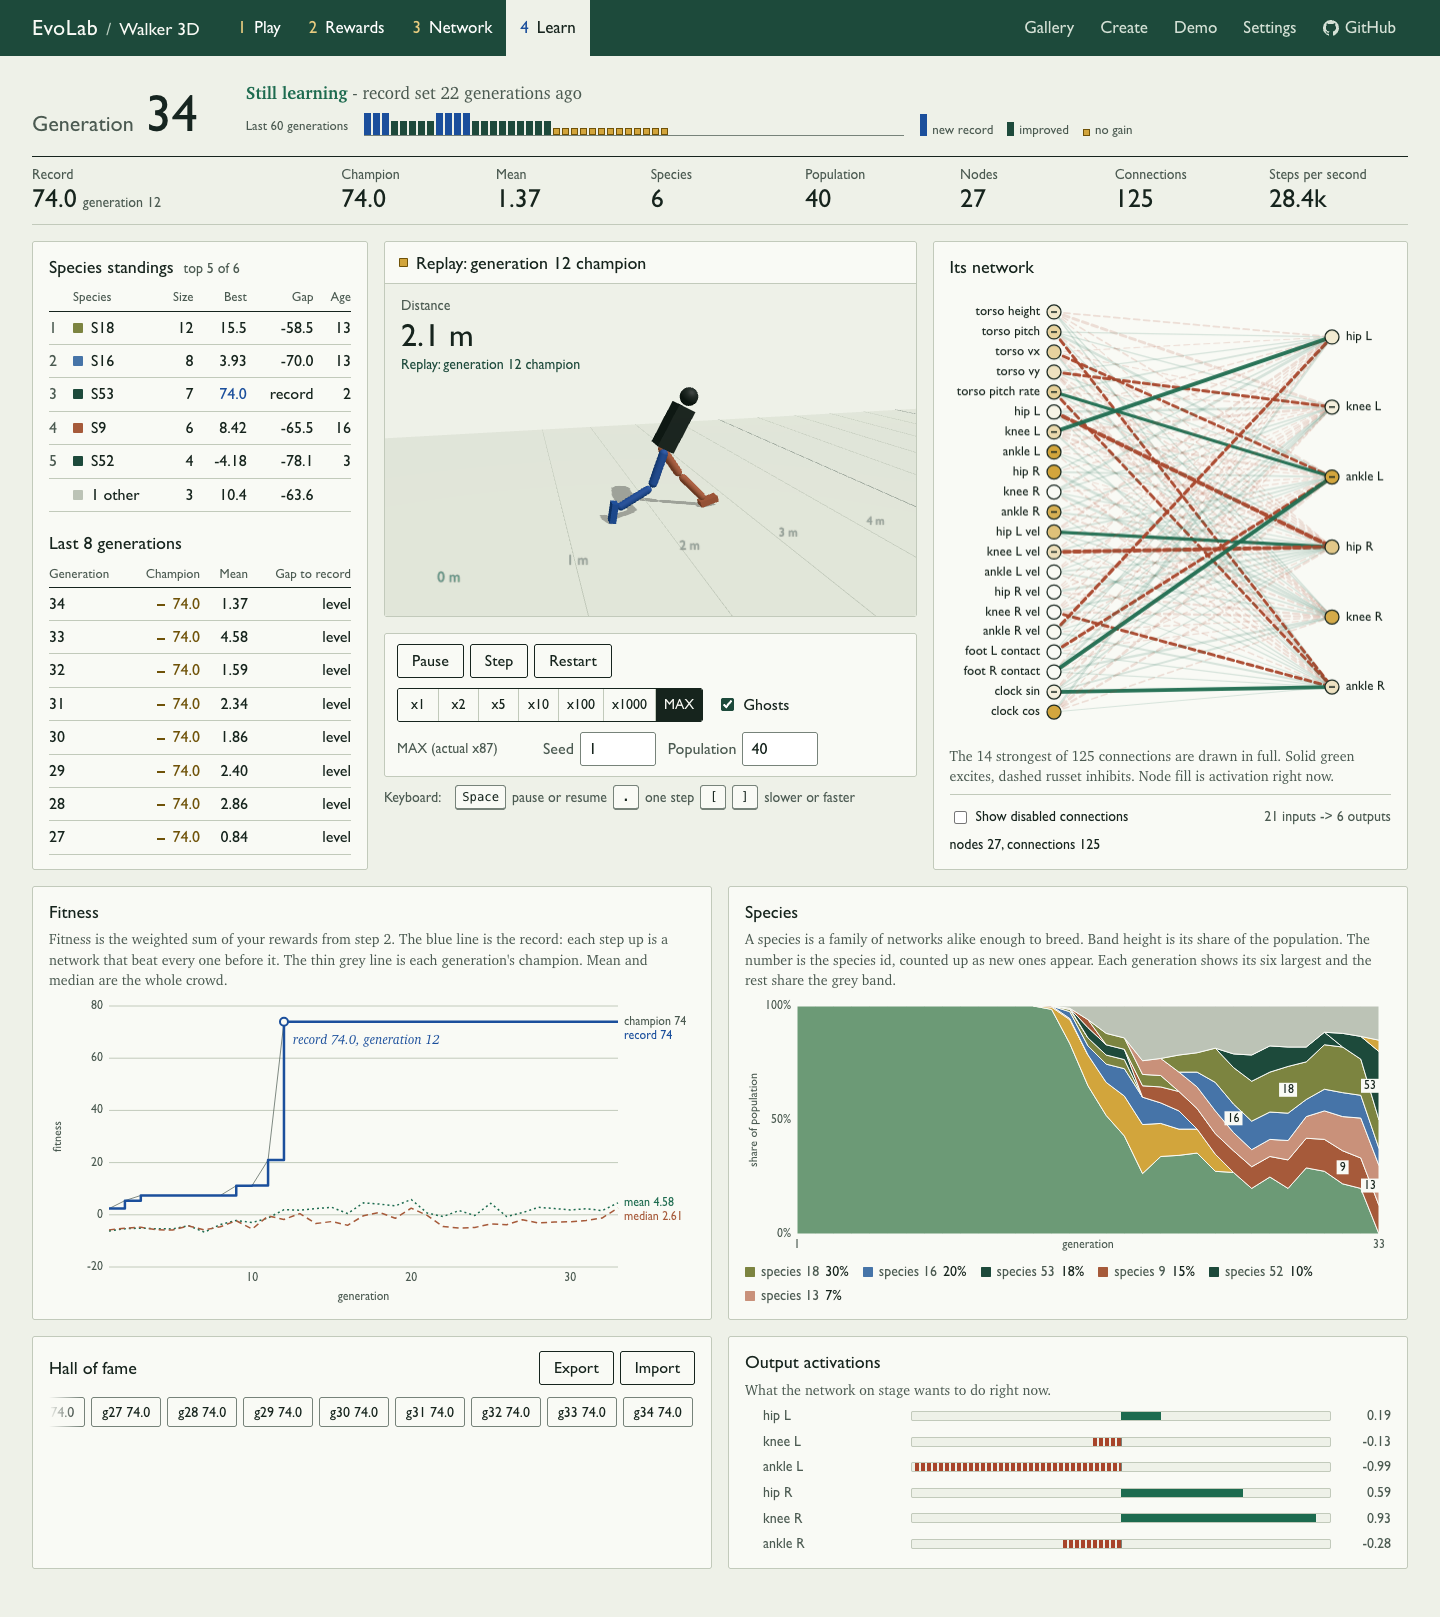 EvoLab / Walker 3D 1 Play 2 Rewards 3 Network 4 Learn Gallery Create Demo Settings GitHub
Generation 34
Still learning - record set 22 generations ago
Last 60 generations new record improved no gain
Record Champion Mean Species Population Nodes Connections Steps per second
74.0 generation 12 74.0 1.37 6 40 27 125 28.4k
Species standings top 5 of 6
Species Size Best Gap Age
1 S18 12 15.5 -58.5 13
2 S16 8 3.93 -70.0 13
3 S53 7 74.0 record 2
4 S9 6 8.42 -65.5 16
5 S52 4 -4.18 -78.1 3
1 other 3 10.4 -63.6
Last 8 generations
Generation Champion Mean Gap to record
34 – 74.0 1.37 level
33 – 74.0 4.58 level
32 – 74.0 1.59 level
31 – 74.0 2.34 level
30 – 74.0 1.86 level
29 – 74.0 2.40 level
28 – 74.0 2.86 level
27 – 74.0 0.84 level
Replay: generation 12 champion
Distance
2.1 m
Replay: generation 12 champion
4 m
3 m
2 m
1 m
0 m
Pause Step Restart
x1 x2 x5 x10 x100 x1000 MAX Ghosts
MAX (actual x87) Seed 1 Population 40
Keyboard: Space pause or resume . one step [ ] slower or faster
Its network
torso height
torso pitch
torso vx
torso vy
torso pitch rate
hip L
knee L
ankle L
hip R
knee R
ankle R
hip L vel
knee L vel
ankle L vel
hip R vel
knee R vel
ankle R vel
foot L contact
foot R contact
clock sin
clock cos
hip L
knee L
ankle L
hip R
knee R
ankle R
The 14 strongest of 125 connections are drawn in full. Solid green
excites, dashed russet inhibits. Node fill is activation right now.
Show disabled connections 21 inputs -> 6 outputs
nodes 27, connections 125
Fitness
Fitness is the weighted sum of your rewards from step 2. The blue line is the record: each step up is a
network that beat every one before it. The thin grey line is each generation's champion. Mean and
median are the whole crowd.
80
60
40
20
0
-20
fitness
10 20 30
generation
record 74.0, generation 12
champion 74
record 74
mean 4.58
median 2.61
Species
A species is a family of networks alike enough to breed. Band height is its share of the population. The
number is the species id, counted up as new ones appear. Each generation shows its six largest and the
rest share the grey band.
100%
50%
0%
share of population
53
18
16
9
13
1 generation 33
species 18 30% species 16 20% species 53 18% species 9 15% species 52 10%
species 13 7%
Hall of fame Export Import
74.0 g27 74.0 g28 74.0 g29 74.0 g30 74.0 g31 74.0 g32 74.0 g33 74.0 g34 74.0
Output activations
What the network on stage wants to do right now.
hip L 0.19
knee L -0.13
ankle L -0.99
hip R 0.59
knee R 0.93
ankle R -0.28